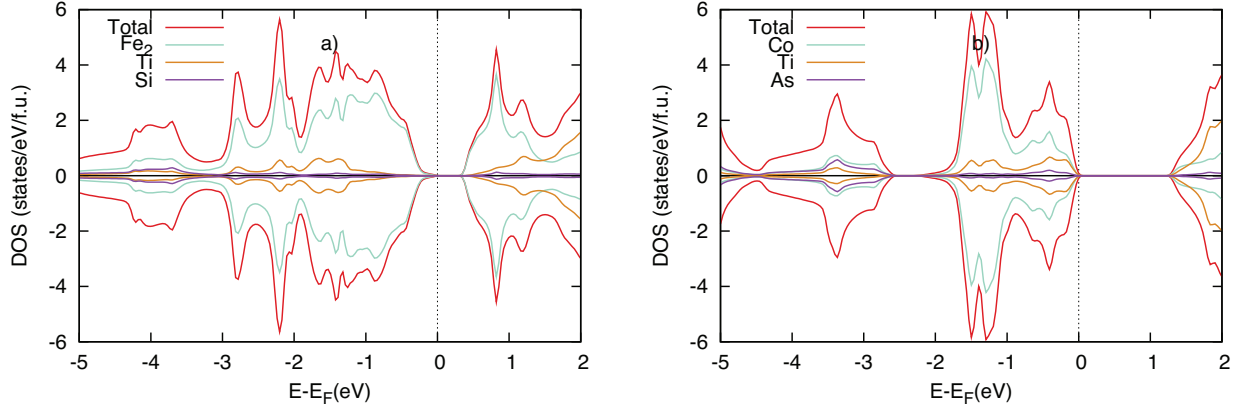 DOS (states/eV/f.u.)
6
4
2
0
-2
-4
-6
Total
Fe2
Ti
Si
a)
-5 -4 -3 -2 -1 0 1 2
E-EF(eV)
DOS (states/eV/f.u.)
6
4
2
0
-2
-4
-6
Total
Co
Ti
As
b)
-5 -4 -3 -2 -1 0 1 2
E-EF(eV)